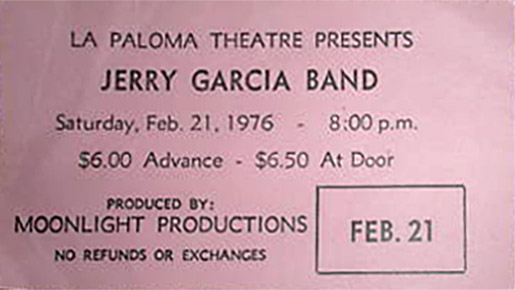 LA PALOMA THEATRE PRESENTS
JERRY GARCIA BAND
Saturday, Feb. 21, 1976 - 8:00 p.m.
$6.00 Advance - $6.50 At Door
PRODUCED BY:
MOONLIGHT PRODUCTIONS
NO REFUNDS OR EXCHANGES
FEB. 21